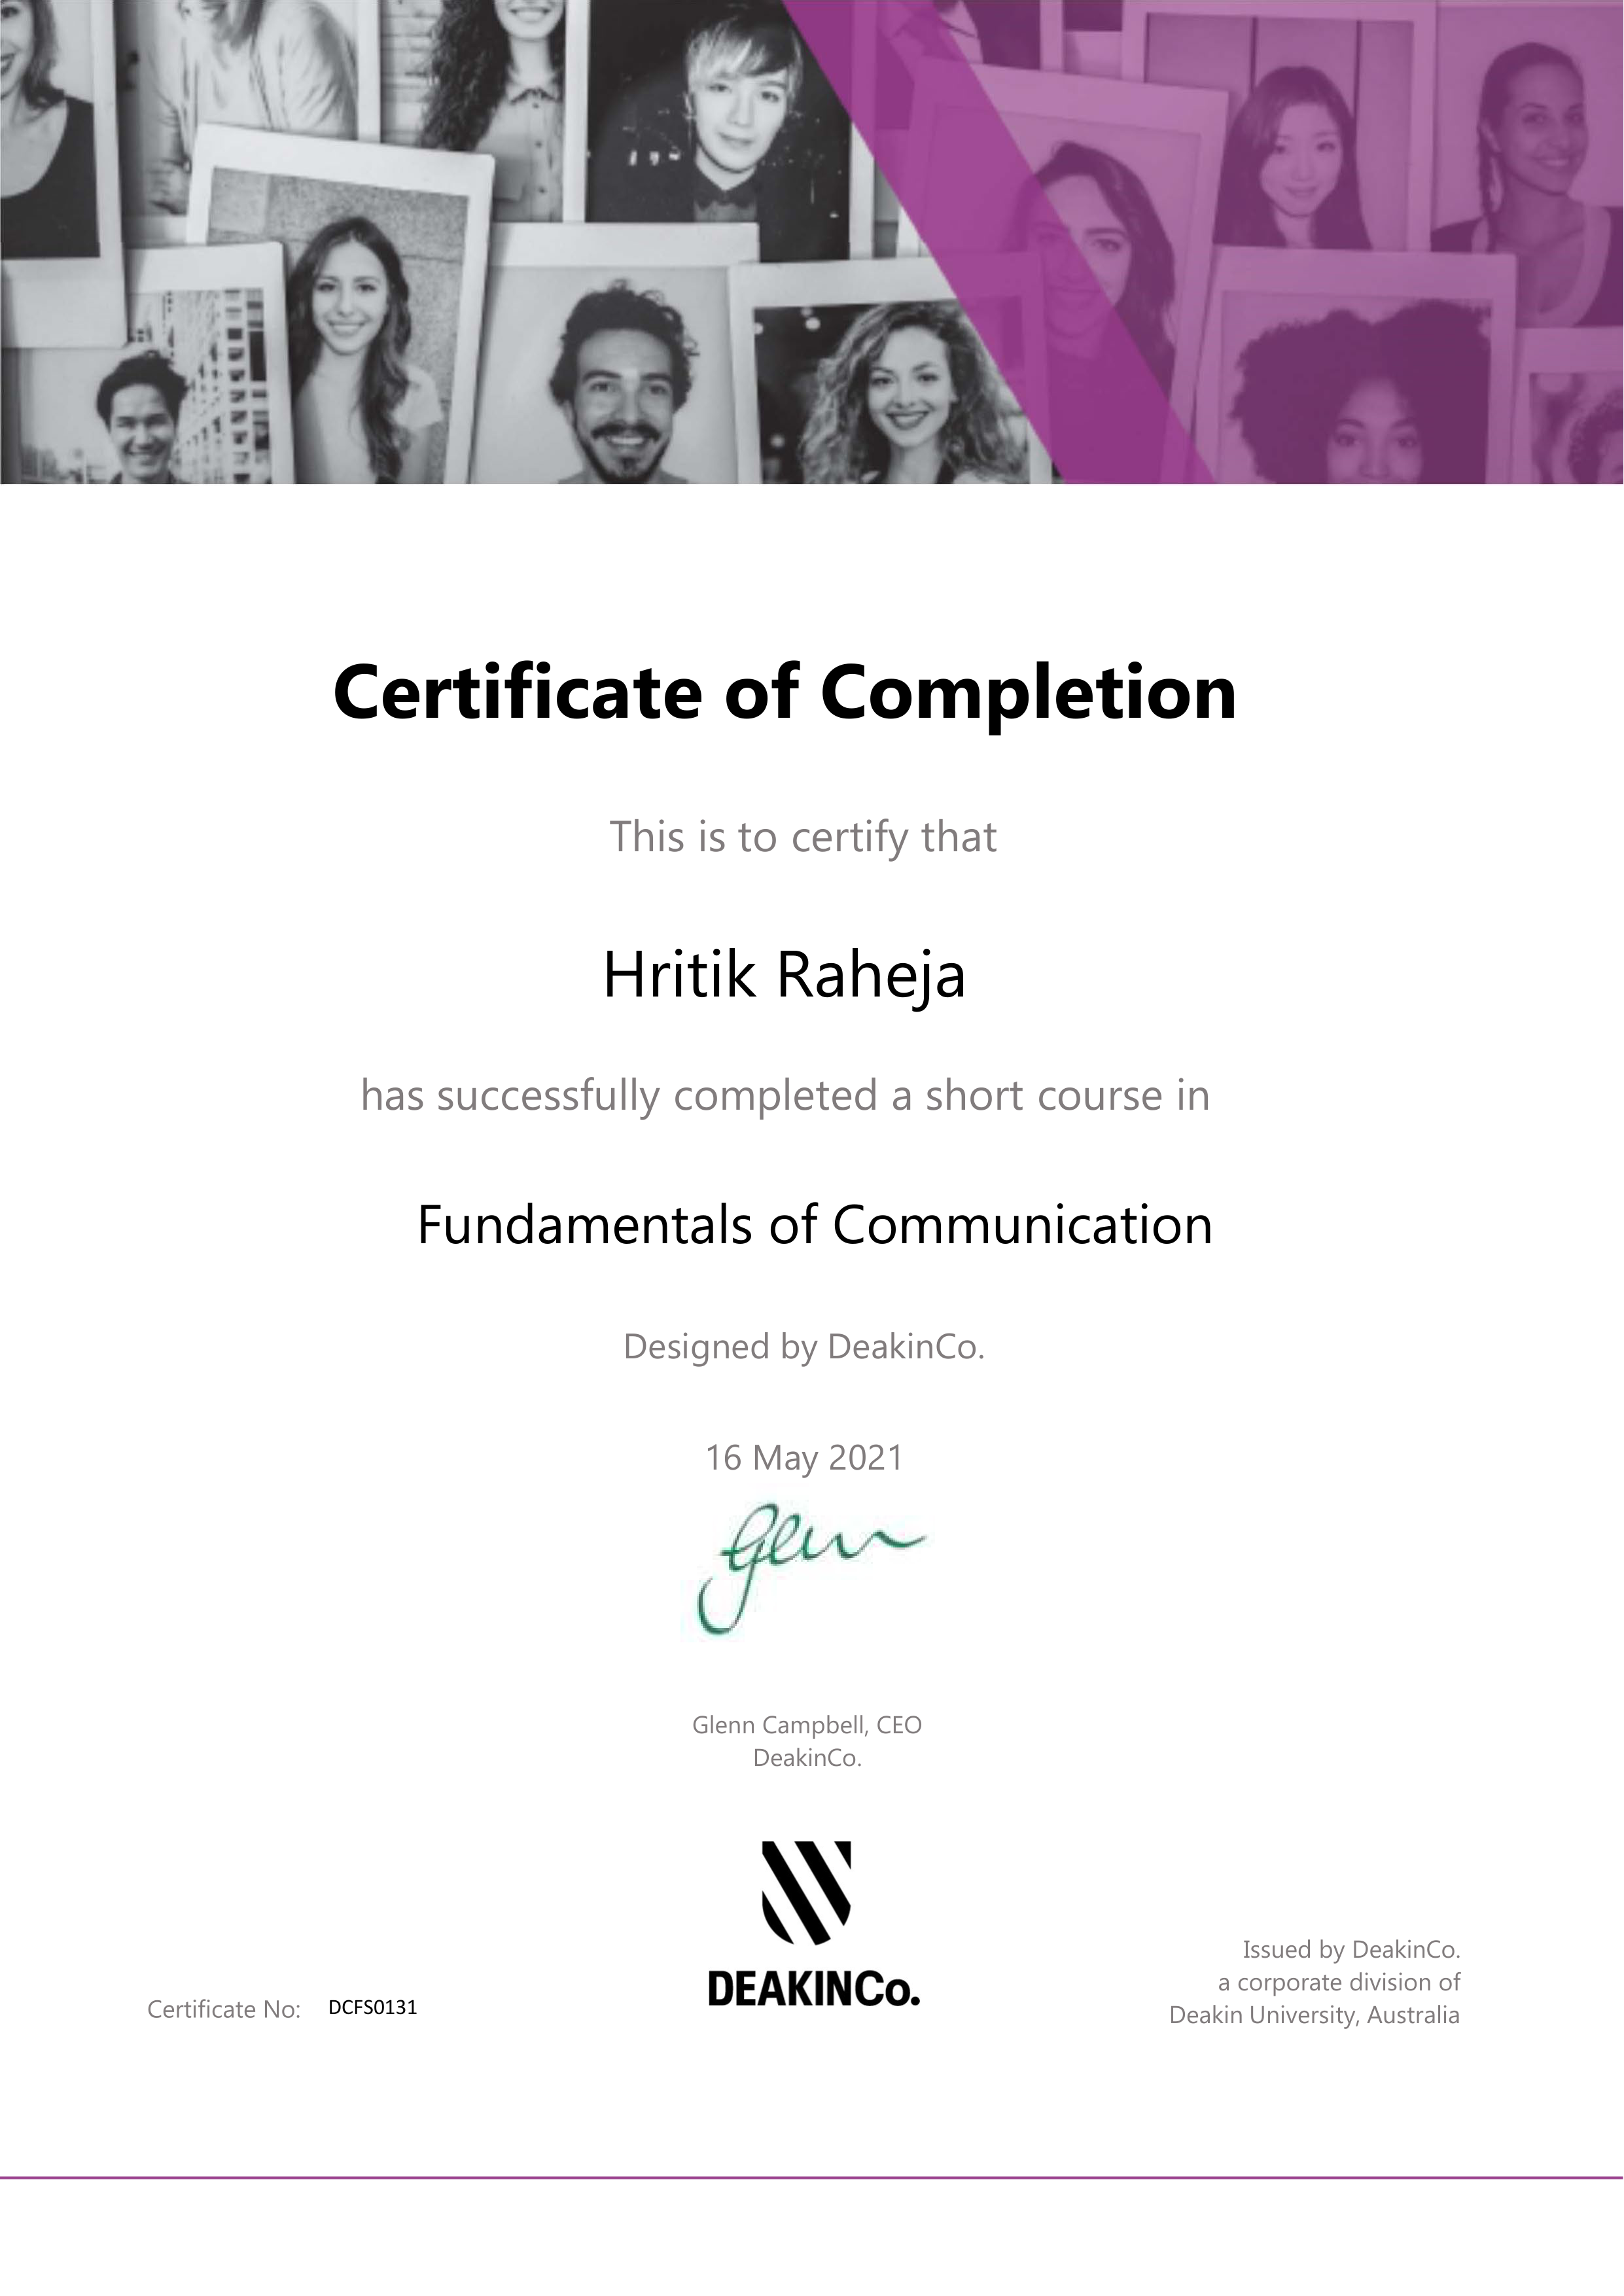 Certificate of Completion
This is to certify that
Hritik Raheja
has successfully completed a short course in
Fundamentals of Communication
Designed by DeakinCo.
16 May 2021
Glenn
Glenn Campbell, CEO
DeakinCo.
DEAKINCo.
Certificate No: DCFS0131
Issued by DeakinCo.
a corporate division of
Deakin University, Australia